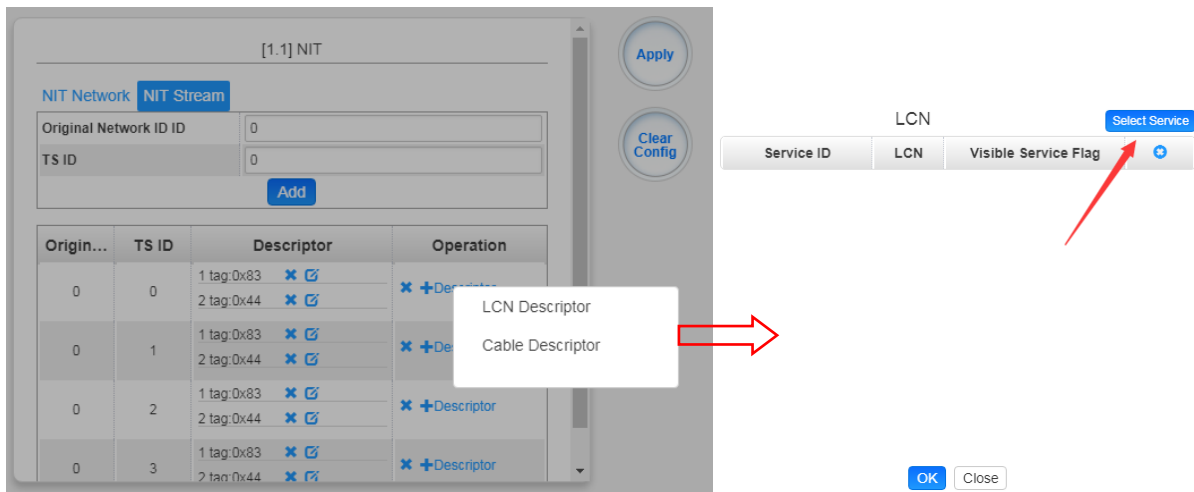 [1.1] NIT
Apply
NIT Network NIT Stream
Original Network ID ID 0
TS ID 0
Add
Clear
Config
Origin... TS ID Descriptor Operation
0 0 1 tag:0x83
2 tag:0x44
0 1 1 tag:0x83
2 tag:0x44
0 2 1 tag:0x83 Descriptor
2 tag:0x44
0 3 1 tag:0x83 Descriptor
2 tag:0x44
LCN Descriptor
Cable Descriptor
LCN Select Service
Service ID LCN Visible Service Flag
OK Close